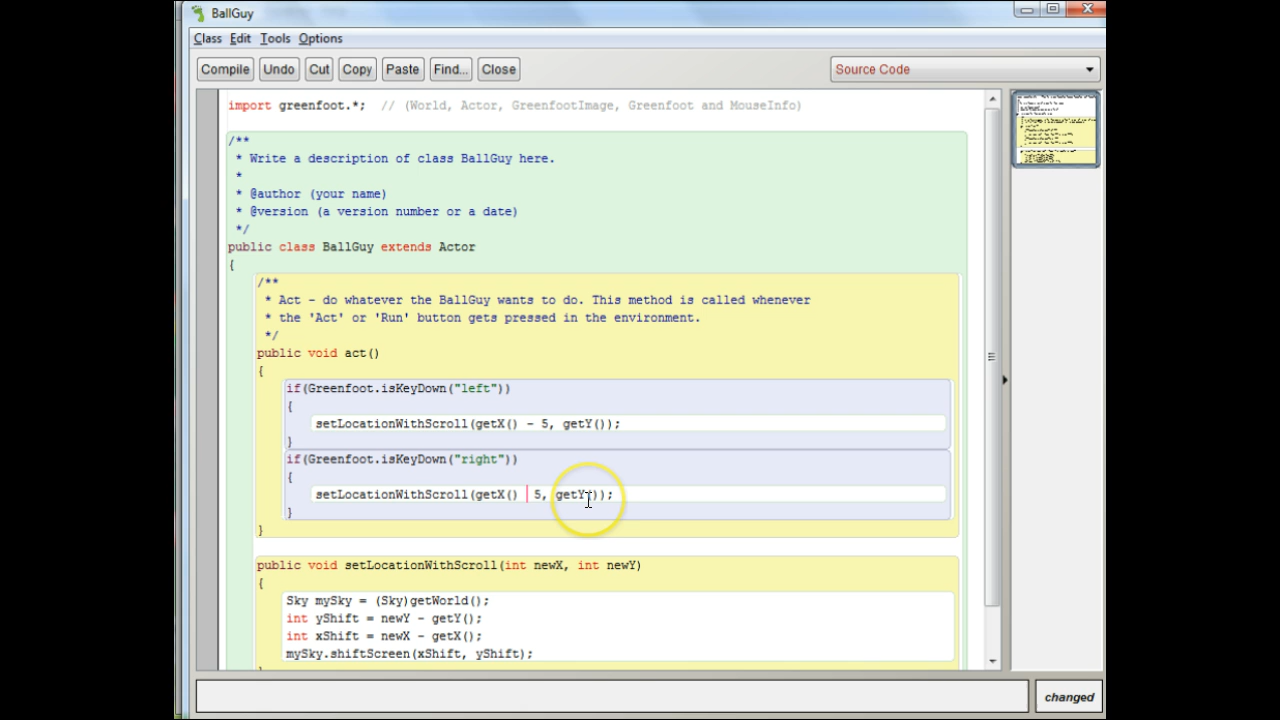 BallGuy
Class Edit Tools Options
Compile Undo Cut Copy Paste Find... Close Source Code
import greenfoot.*;  // (World, Actor, GreenfootImage, Greenfoot and MouseInfo)
/**
 * Write a description of class BallGuy here.
 *
 * @author (your name)
 * @version (a version number or a date)
 */
public class BallGuy extends Actor
{
/**
 * Act - do whatever the BallGuy wants to do. This method is called whenever
 * the 'Act' or 'Run' button gets pressed in the environment.
 */
public void act()
{
if(Greenfoot.isKeyDown("left"))
{
setLocationWithScroll(getX() - 5, getY());
}
if(Greenfoot.isKeyDown("right"))
{
setLocationWithScroll(getX()  5, getY());
}
}
public void setLocationWithScroll(int newX, int newY)
{
Sky mySky = (Sky)getWorld();
int yShift = newY - getY();
int xShift = newX - getX();
mySky.shiftScreen(xShift, yShift);
changed